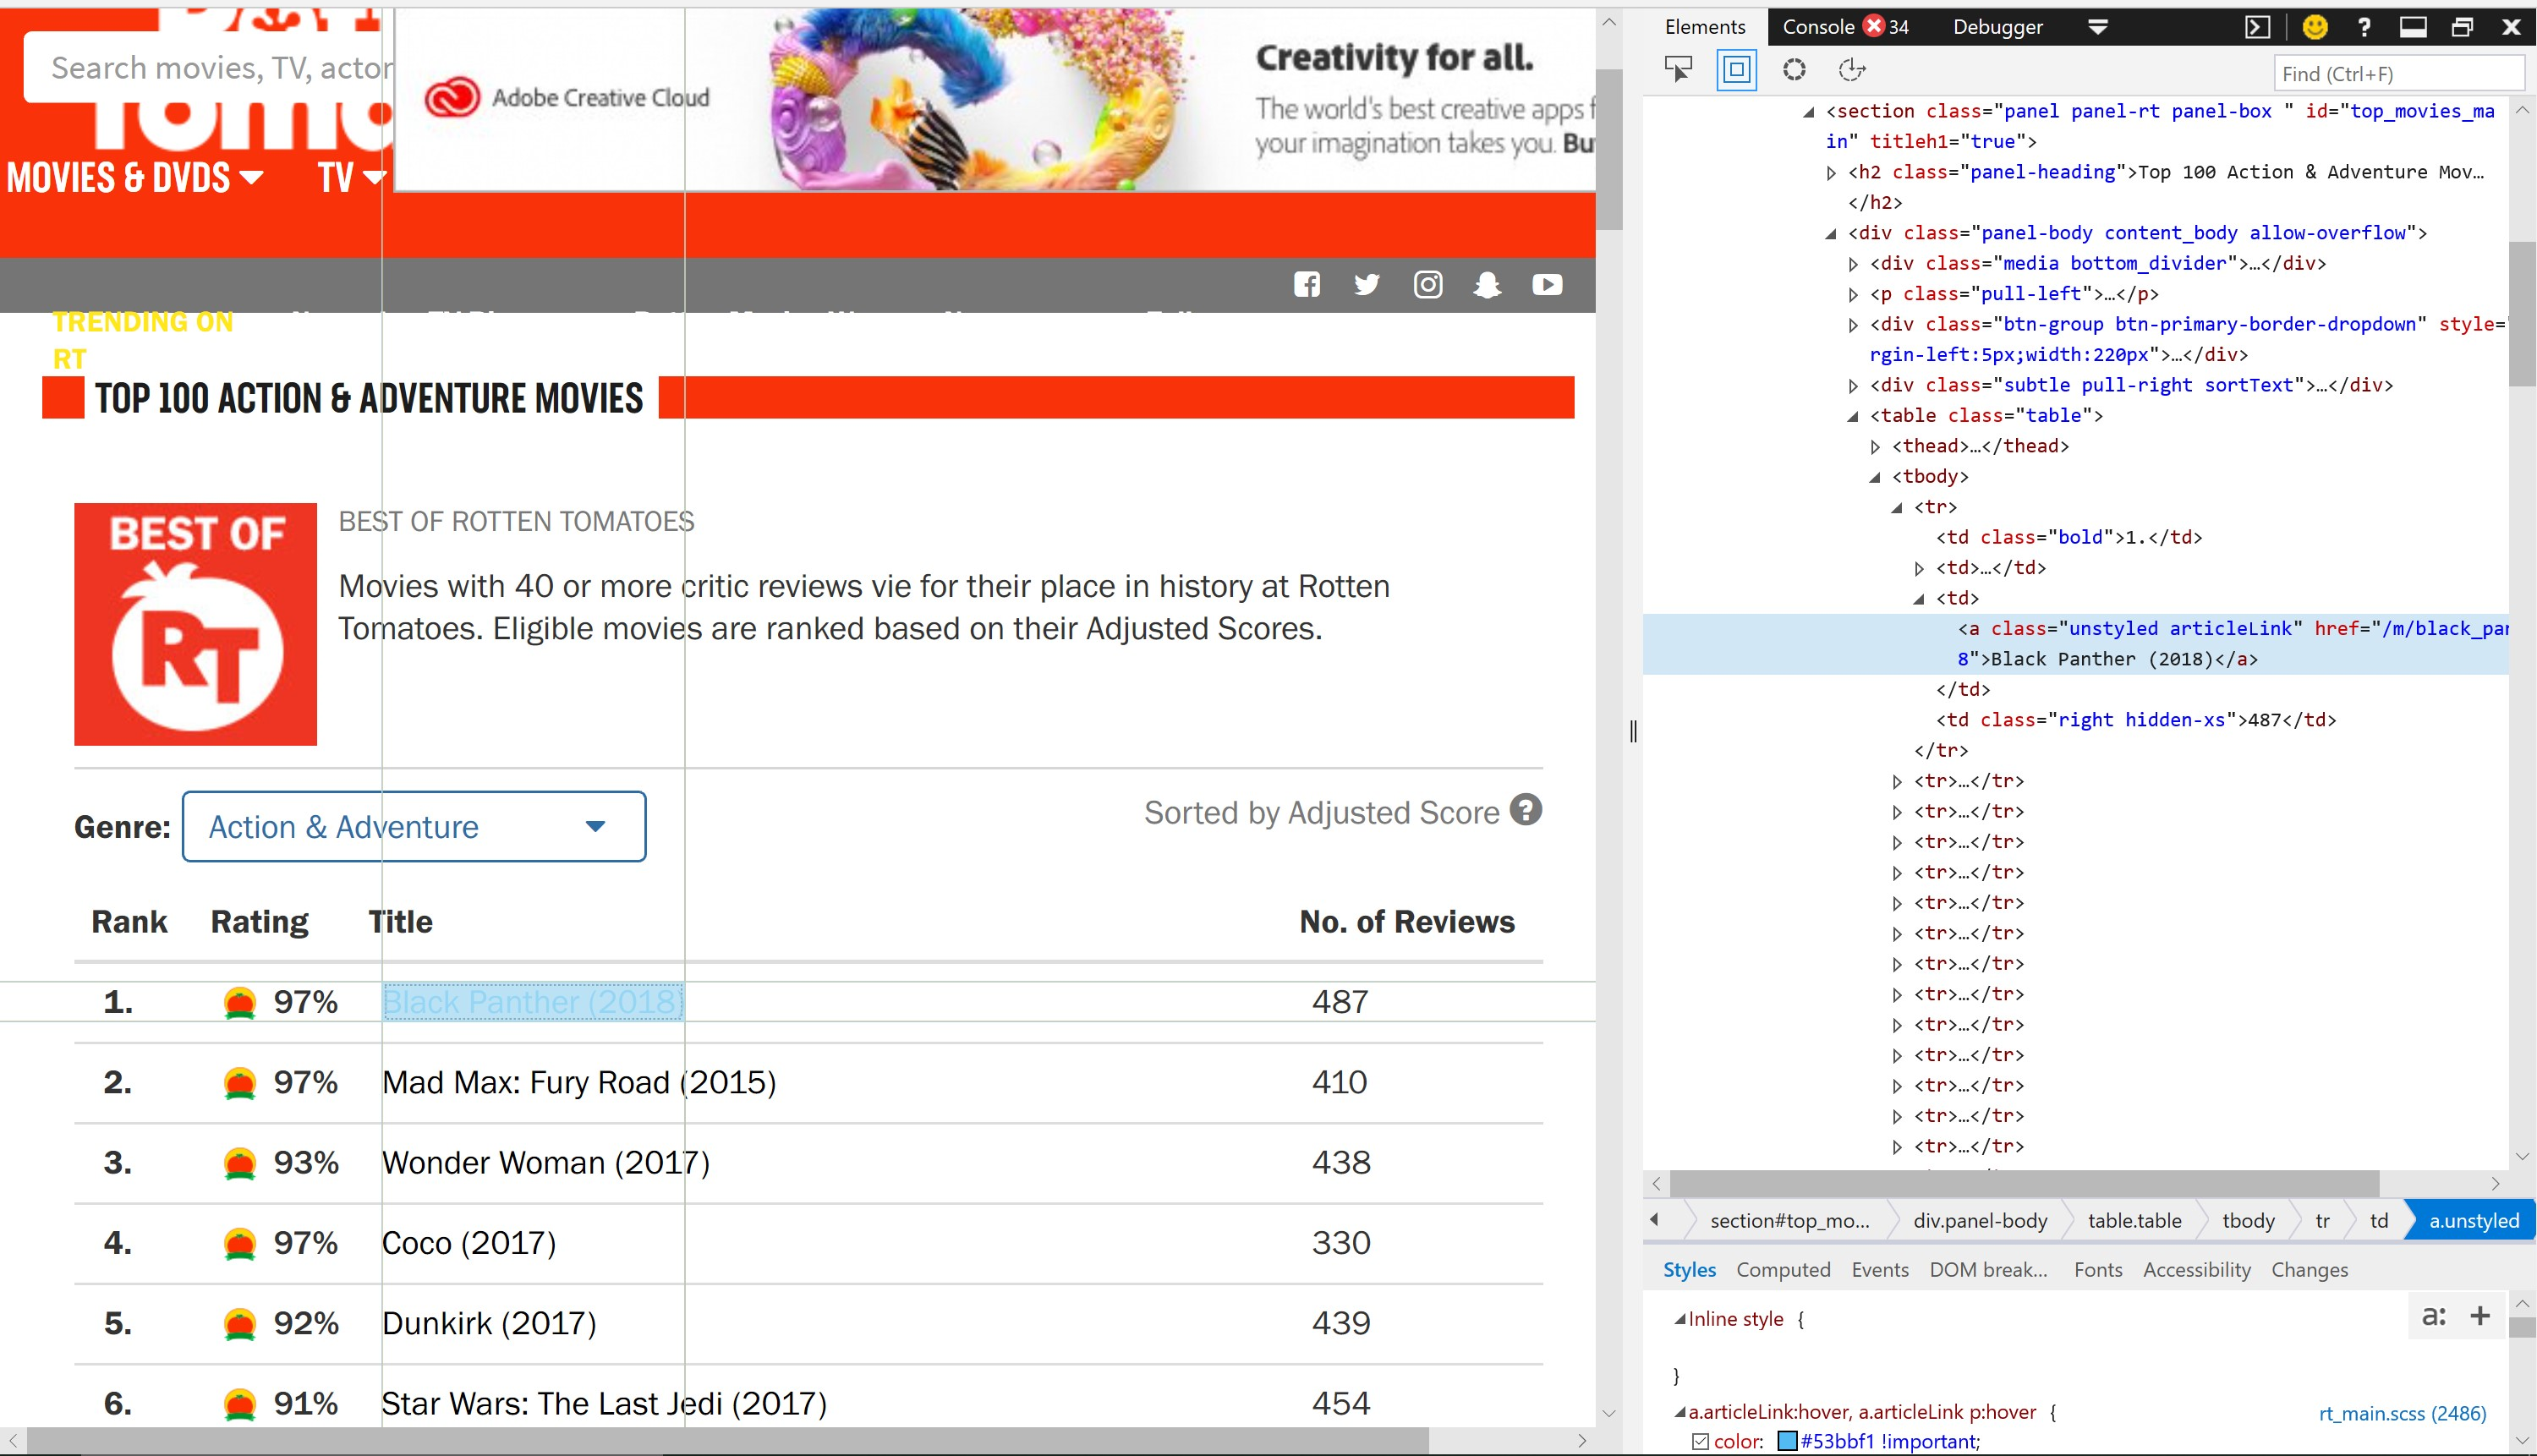 Search movies, TV, actor
MOVIES & DVDS
TV
Adobe Creative Cloud
Creativity for all.
The world's best creative apps f
your imagination takes you. Bu
TRENDING ON
RT
TOP 100 ACTION & ADVENTURE MOVIES
BEST OF
RT
BEST OF ROTTEN TOMATOES
Movies with 40 or more critic reviews vie for their place in history at Rotten
Tomatoes. Eligible movies are ranked based on their Adjusted Scores.
Genre: Action & Adventure
Sorted by Adjusted Score ?
Rank Rating Title No. of Reviews
1. 97% Black Panther (2018) 487
2. 97% Mad Max: Fury Road (2015) 410
3. 93% Wonder Woman (2017) 438
4. 97% Coco (2017) 330
5. 92% Dunkirk (2017) 439
6. 91% Star Wars: The Last Jedi (2017) 454
Elements Console 34 Debugger ?
Find (Ctrl+F)
<section class="panel panel-rt panel-box " id="top_movies_ma
in" titleh1="true">
<h2 class="panel-heading">Top 100 Action & Adventure Mov…
</h2>
<div class="panel-body content_body allow-overflow">
<div class="media bottom_divider">…</div>
<p class="pull-left">…</p>
<div class="btn-group btn-primary-border-dropdown" style="
rgin-left:5px;width:220px">…</div>
<div class="subtle pull-right sortText">…</div>
<table class="table">
<thead>…</thead>
<tbody>
<tr>
<td class="bold">1.</td>
<td>…</td>
<td>
<a class="unstyled articleLink" href="/m/black_pan
8">Black Panther (2018)</a>
</td>
<td class="right hidden-xs">487</td>
</tr>
<tr>…</tr>
<tr>…</tr>
<tr>…</tr>
<tr>…</tr>
<tr>…</tr>
<tr>…</tr>
<tr>…</tr>
<tr>…</tr>
<tr>…</tr>
<tr>…</tr>
<tr>…</tr>
<tr>…</tr>
<tr>…</tr>
section#top_mo... div.panel-body table.table tbody tr td a.unstyled
Styles Computed Events DOM break... Fonts Accessibility Changes
Inline style {
a: +
}
a.articleLink:hover, a.articleLink p:hover { rt_main.scss (2486)
color: #53bbf1 !important;